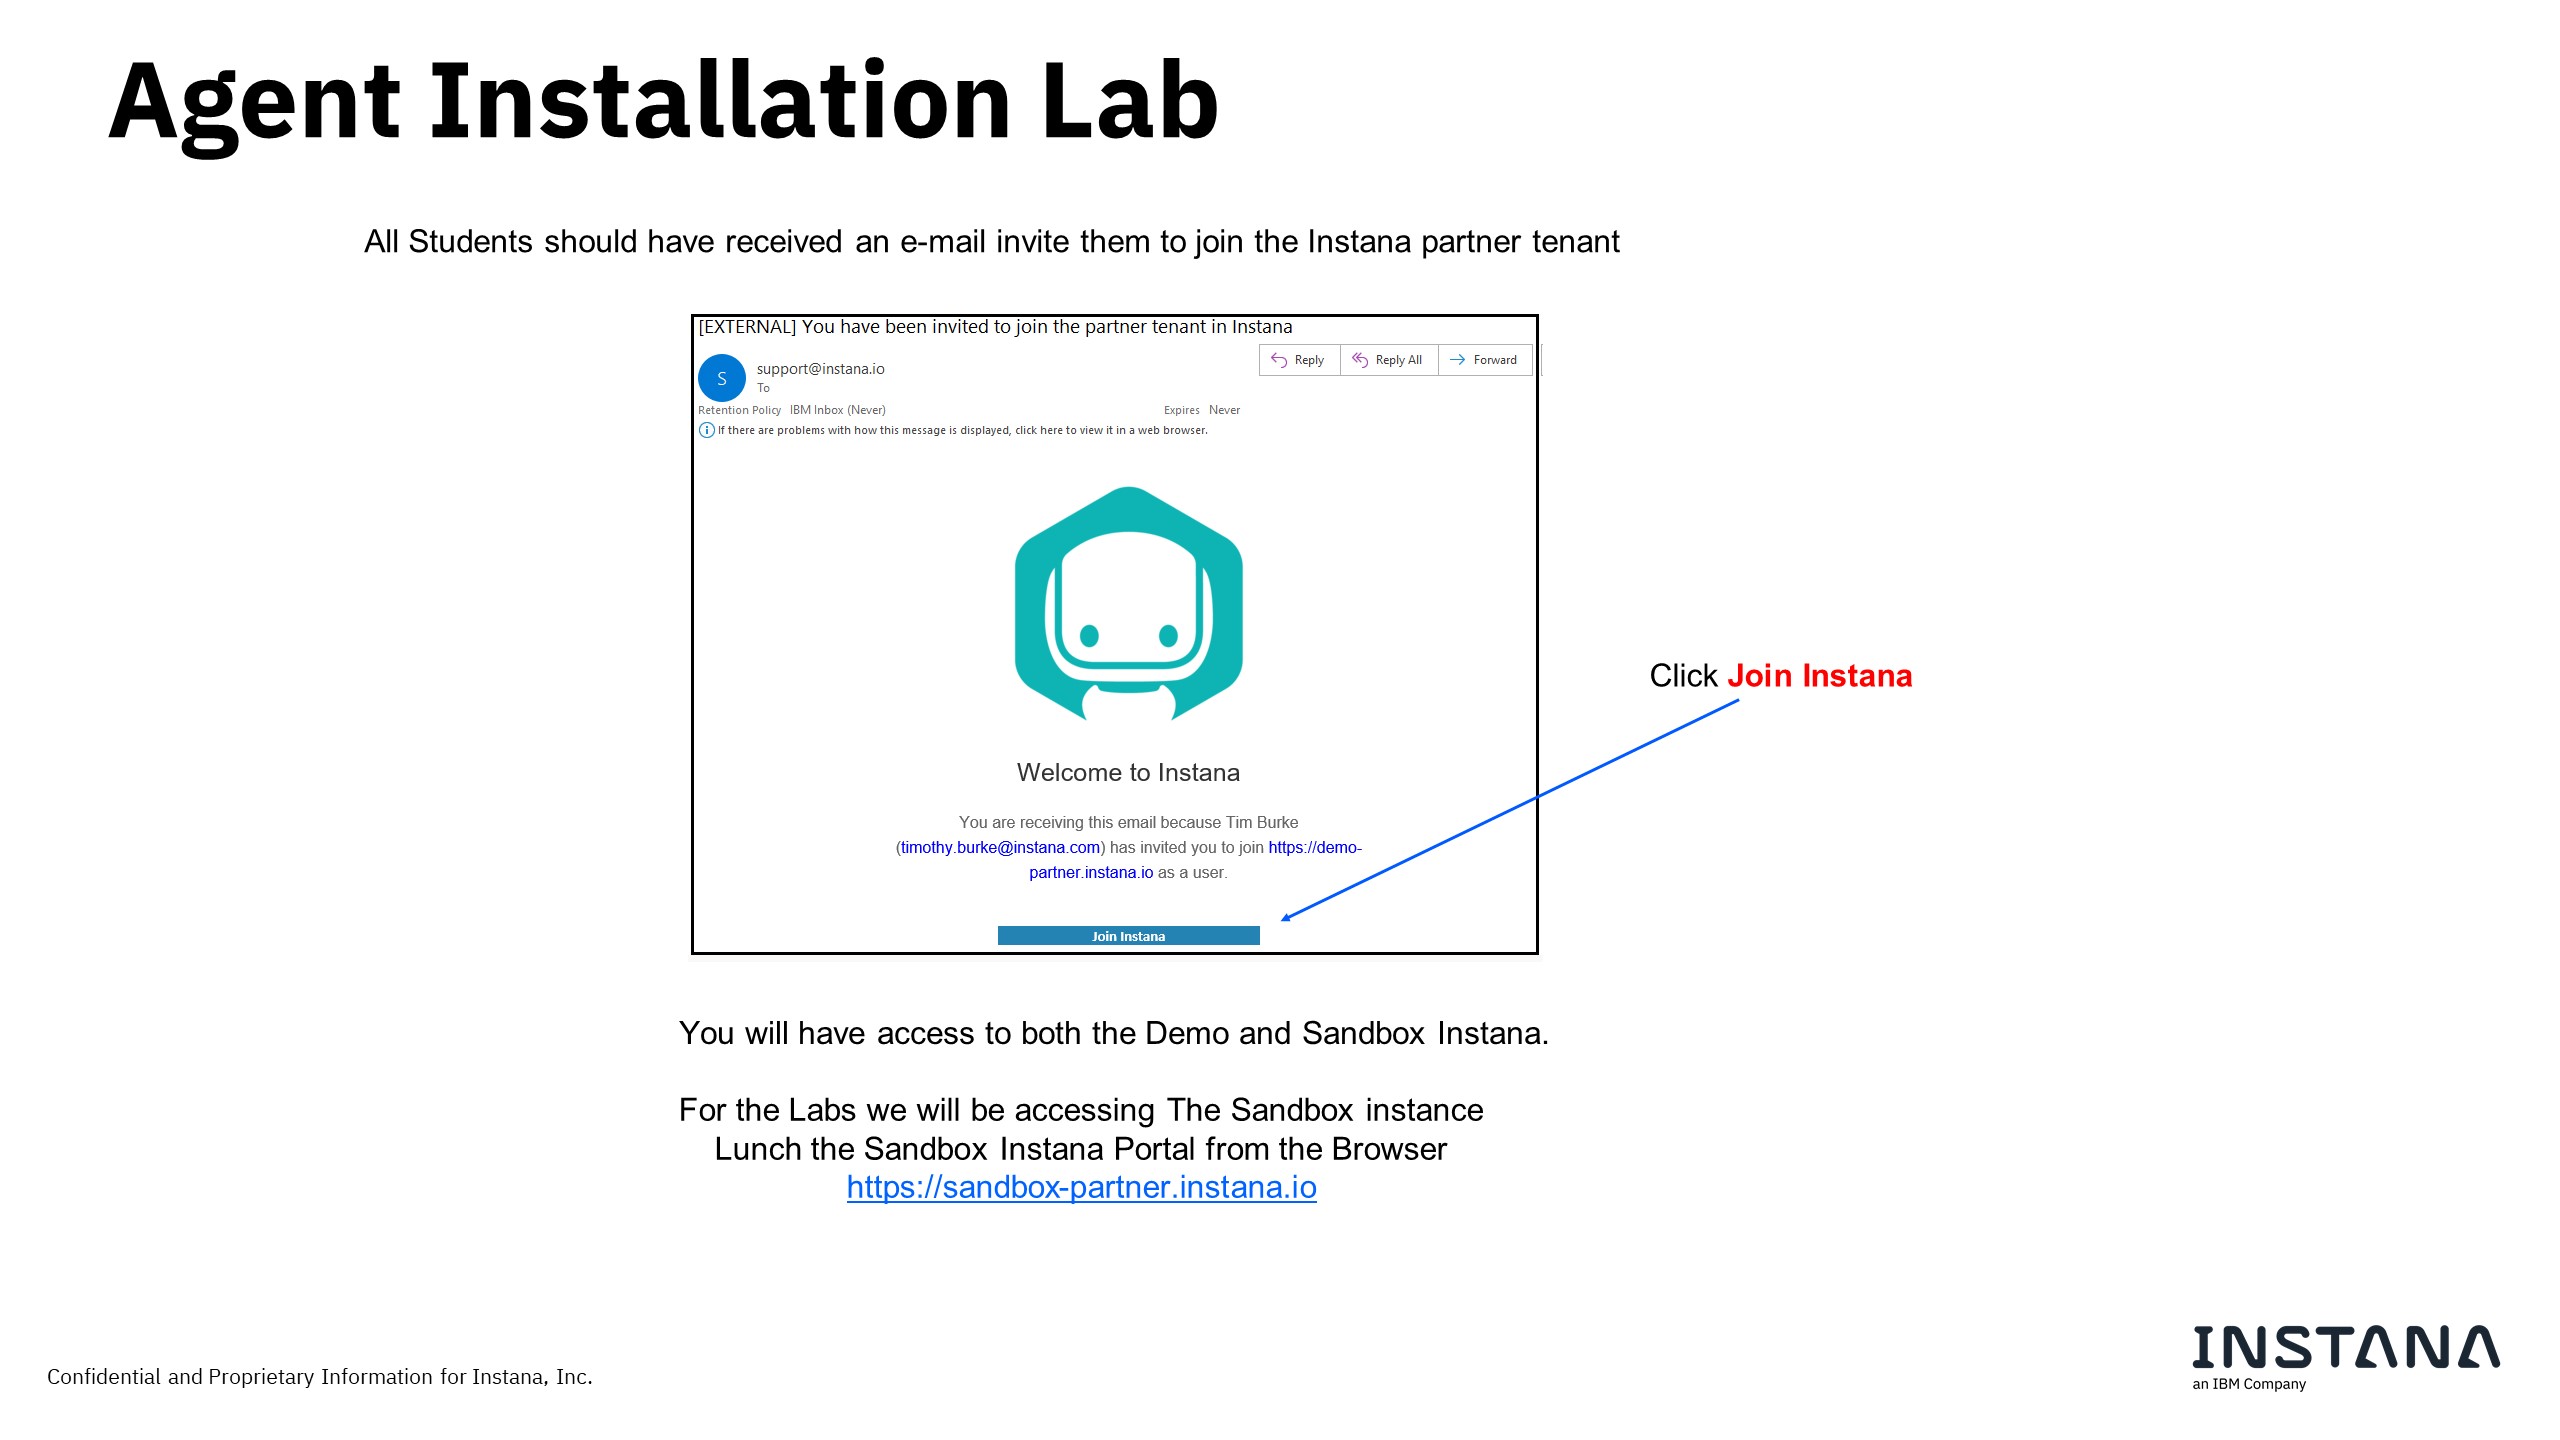 Agent Installation Lab
All Students should have received an e-mail invite them to join the Instana partner tenant
[EXTERNAL] You have been invited to join the partner tenant in Instana
S
support@instana.io
To
Reply
Reply All
Forward
Retention Policy IBM Inbox (Never)
Expires Never
If there are problems with how this message is displayed, click here to view it in a web browser.
Click Join Instana
Welcome to Instana
You are receiving this email because Tim Burke
(timothy.burke@instana.com) has invited you to join https://demo-
partner.instana.io as a user.
Join Instana
You will have access to both the Demo and Sandbox Instana.
For the Labs we will be accessing The Sandbox instance
Lunch the Sandbox Instana Portal from the Browser
https://sandbox-partner.instana.io
Confidential and Proprietary Information for Instana, Inc.
INSTANA
an IBM Company